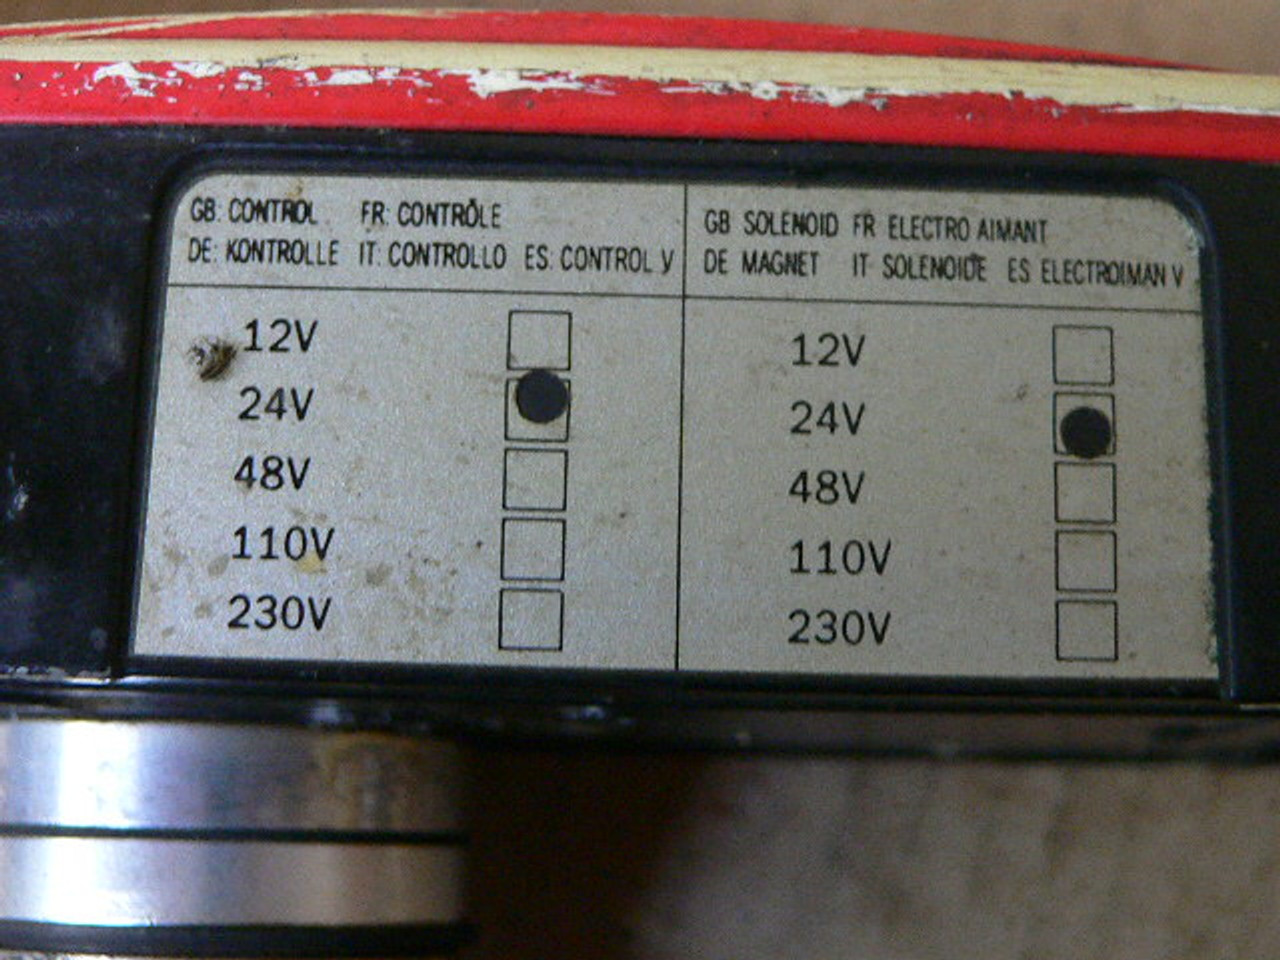 GB: CONTROL FR: CONTRÔLE
DE: KONTROLLE IT: CONTROLLO ES: CONTROL V
12V
24V
48V
110V
230V
GB SOLENOID FR ELECTRO AIMANT
DE MAGNET IT SOLENOIDE ES ELECTROIMAN V
12V
24V
48V
110V
230V